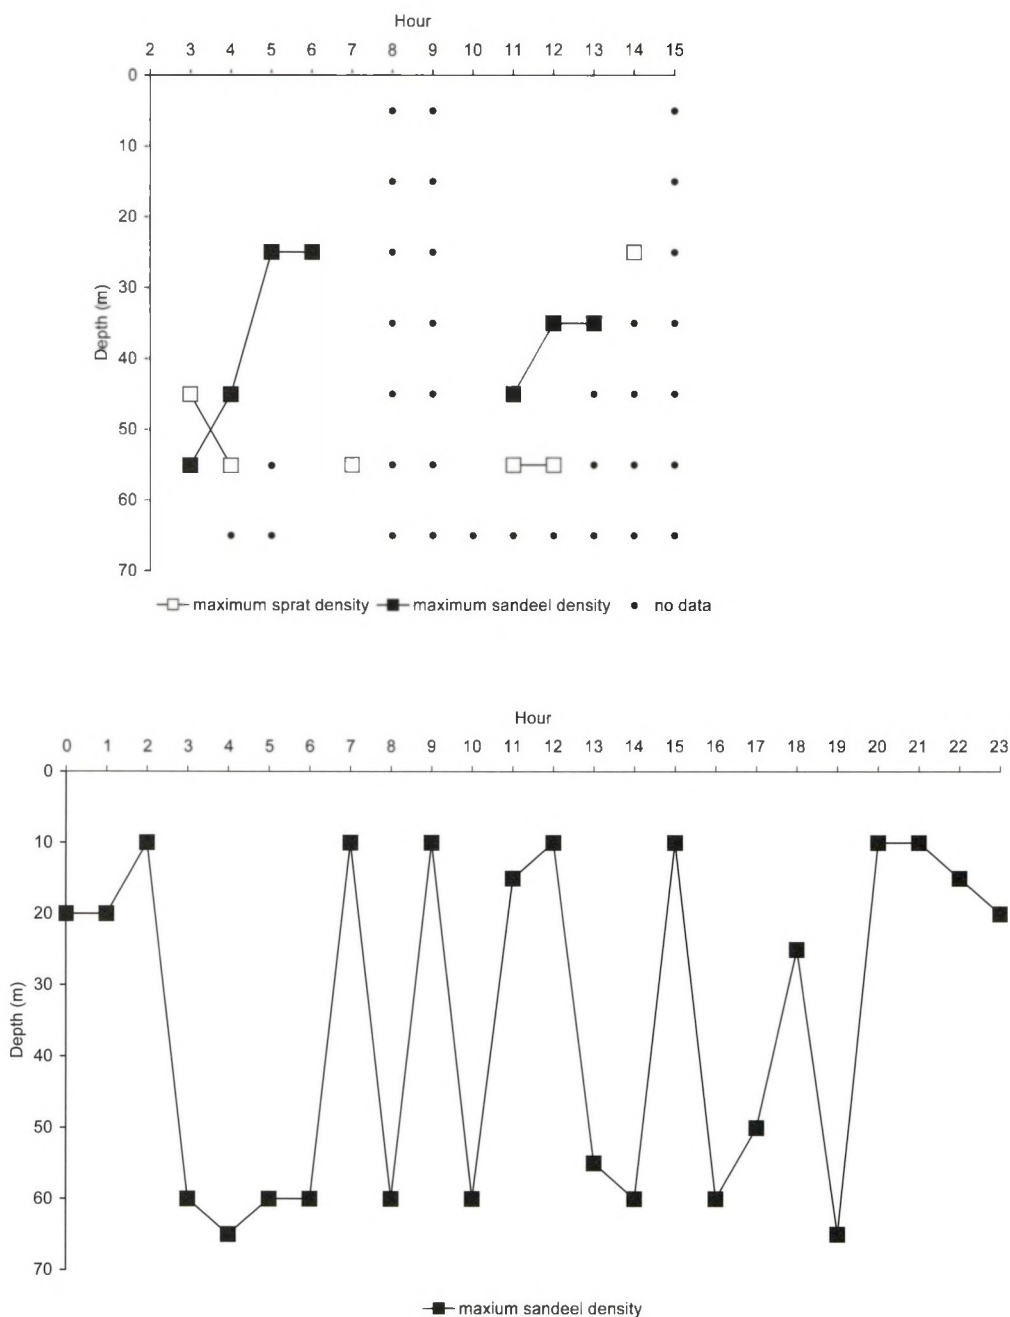 Hour
2 3 4 5 6 7 8 9 10 11 12 13 14 15
0
10
20
30
40
50
60
70
Depth (m)
maximum sprat density maximum sandeel density no data
Hour
0 1 2 3 4 5 6 7 8 9 10 11 12 13 14 15 16 17 18 19 20 21 22 23
0
10
20
30
40
50
60
70
Depth (m)
maxium sandeel density